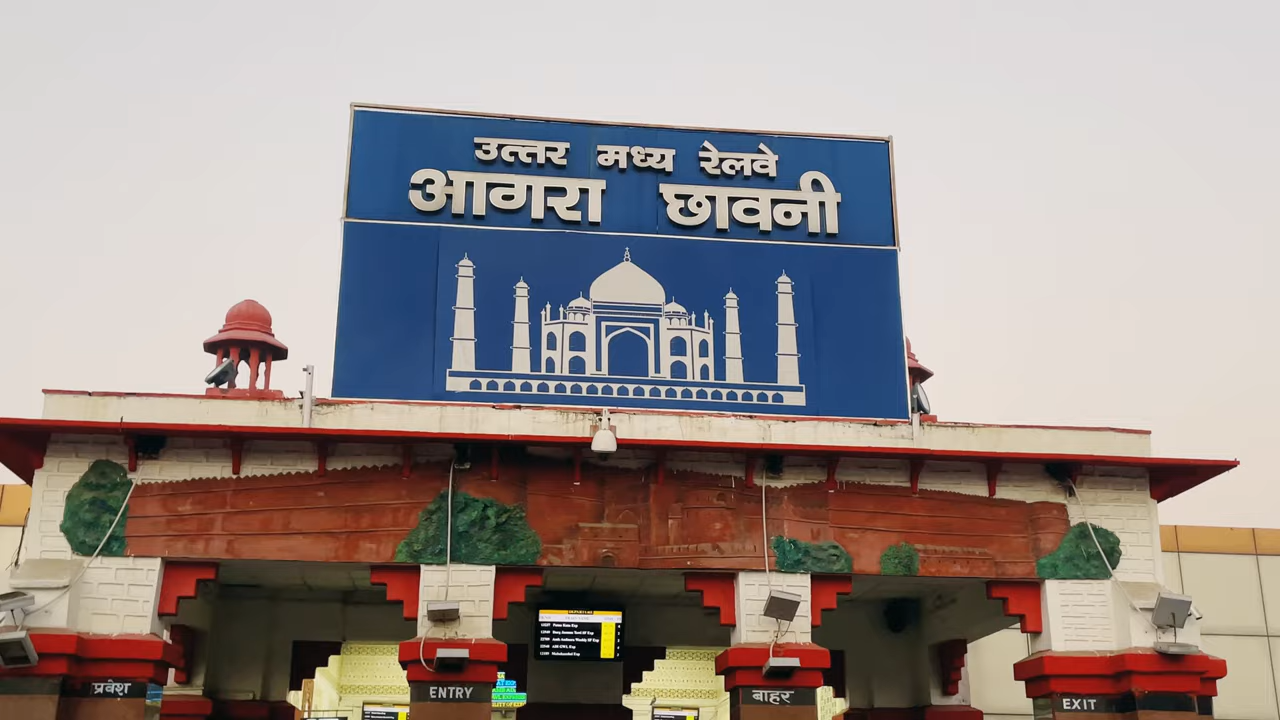 उत्तर मध्य रेलवे
आगरा छावनी
प्रवेश
ENTRY
बाहर
EXIT